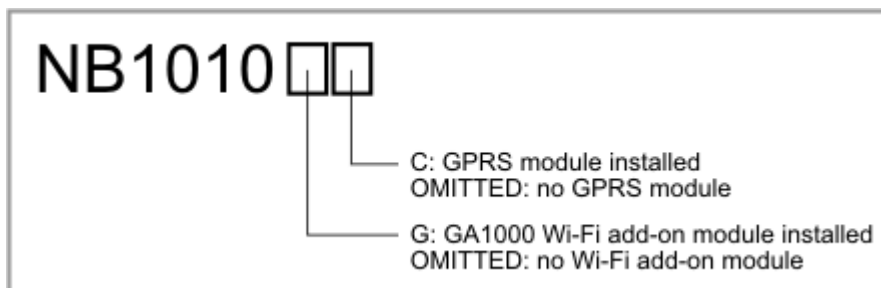 NB1010
C: GPRS module installed
OMITTED: no GPRS module
G: GA1000 Wi-Fi add-on module installed
OMITTED: no Wi-Fi add-on module